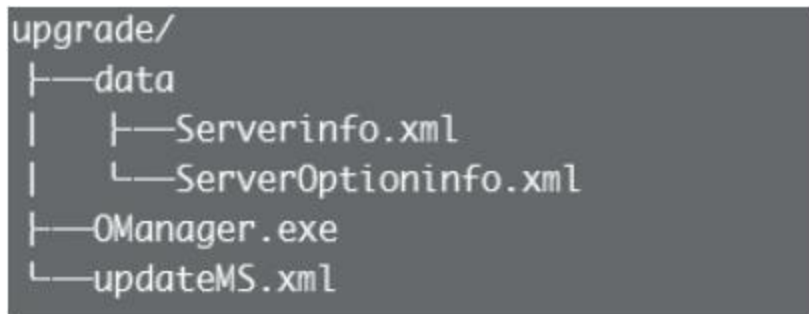 upgrade/
├──data
│   ├──Serverinfo.xml
│   └──ServerOptioninfo.xml
├──OManager.exe
└──updateMS.xml